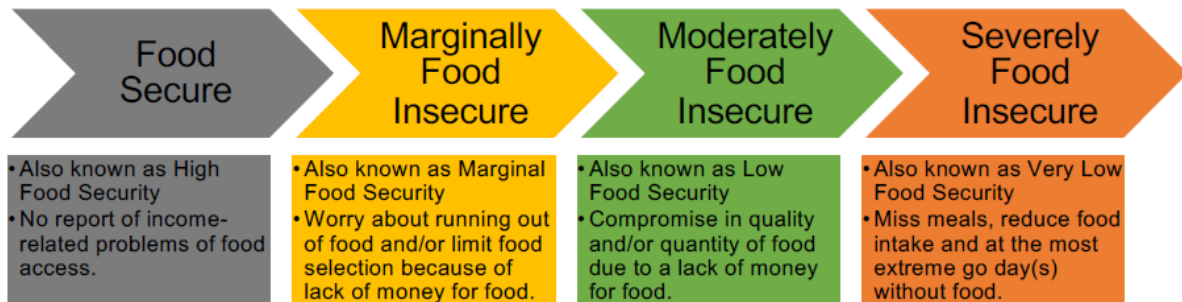 Food
Secure
Marginally
Food
Insecure
Moderately
Food
Insecure
Severely
Food
Insecure
• Also known as High
Food Security
• No report of income-
related problems of food
access.
• Also known as Marginal
Food Security
• Worry about running out
of food and/or limit food
selection because of
lack of money for food.
• Also known as Low
Food Security
• Compromise in quality
and/or quantity of food
due to a lack of money
for food.
• Also known as Very Low
Food Security
• Miss meals, reduce food
intake and at the most
extreme go day(s)
without food.